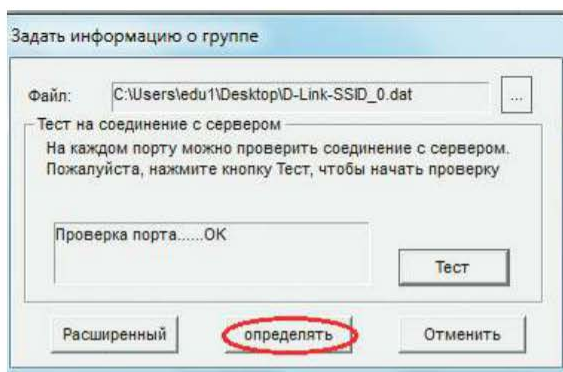 Задать информацию о группе
Файл: C:\Users\edu1\Desktop\D-Link-SSID_0.dat ...
Тест на соединение с сервером
На каждом порту можно проверить соединение с сервером.
Пожалуйста, нажмите кнопку Тест, чтобы начать проверку
Проверка порта......OK
Тест
Расширенный определять Отменить